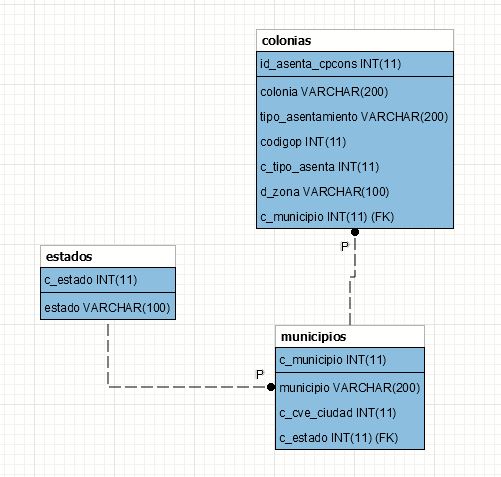 colonias
id_asenta_cpcons INT(11)
colonia VARCHAR(200)
tipo_asentamiento VARCHAR(200)
codigop INT(11)
c_tipo_asenta INT(11)
d_zona VARCHAR(100)
c_municipio INT(11) (FK)
P
estados
c_estado INT(11)
estado VARCHAR(100)
P
municipios
c_municipio INT(11)
municipio VARCHAR(200)
c_cve_ciudad INT(11)
c_estado INT(11) (FK)